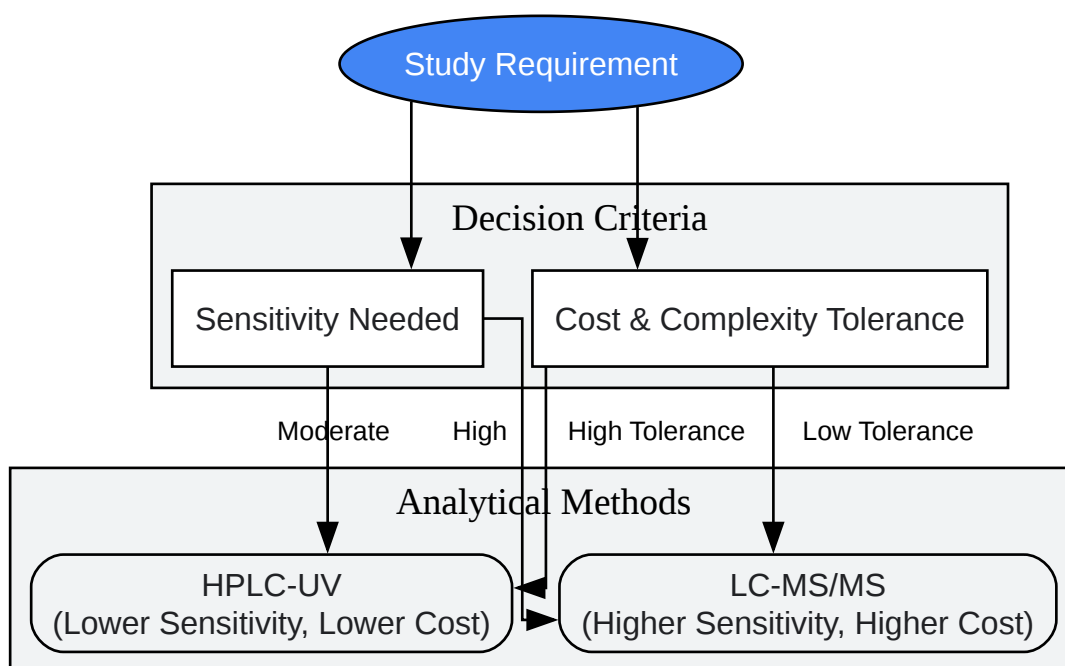 Study Requirement
Decision Criteria
Sensitivity Needed
Cost & Complexity Tolerance
Moderate
High
High Tolerance
Low Tolerance
Analytical Methods
HPLC-UV
(Lower Sensitivity, Lower Cost)
LC-MS/MS
(Higher Sensitivity, Higher Cost)